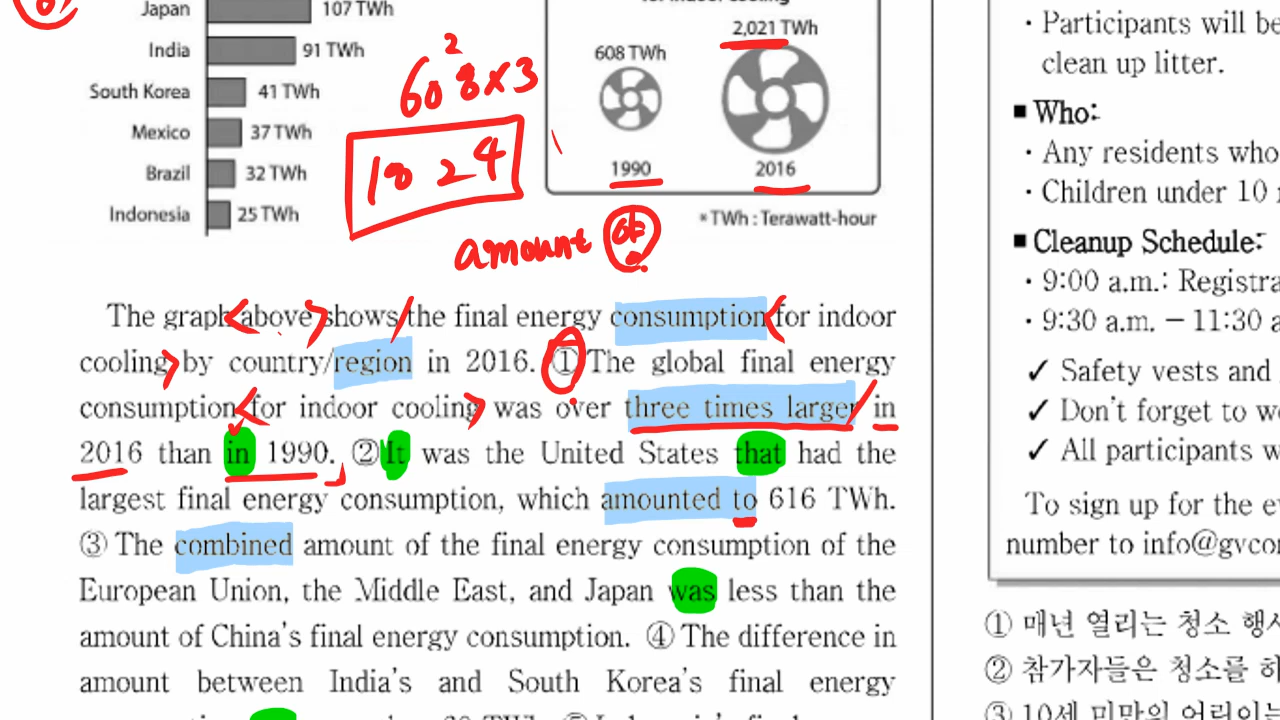 Japan 107 TWh
India 91 TWh
South Korea 41 TWh
Mexico 37 TWh
Brazil 32 TWh
Indonesia 25 TWh
608×3
2
1824
2,021 TWh
608 TWh
1990 2016
*TWh : Terawatt-hour
amount
The graph above shows the final energy consumption for indoor
cooling by country/region in 2016. ① The global final energy
consumption for indoor cooling was over three times larger in
2016 than in 1990. ② It was the United States that had the
largest final energy consumption, which amounted to 616 TWh.
③ The combined amount of the final energy consumption of the
European Union, the Middle East, and Japan was less than the
amount of China's final energy consumption. ④ The difference in
amount between India's and South Korea's final energy
· Participants will be
clean up litter.
■ Who:
· Any residents who
· Children under 10
■ Cleanup Schedule:
· 9:00 a.m.: Registra
· 9:30 a.m. － 11:30 a
✓ Safety vests and
✓ Don't forget to w
✓ All participants w
To sign up for the e
number to info@gvcor
① 매년 열리는 청소 행사
② 참가자들은 청소를 하
③ 10세 미만의 어린이는